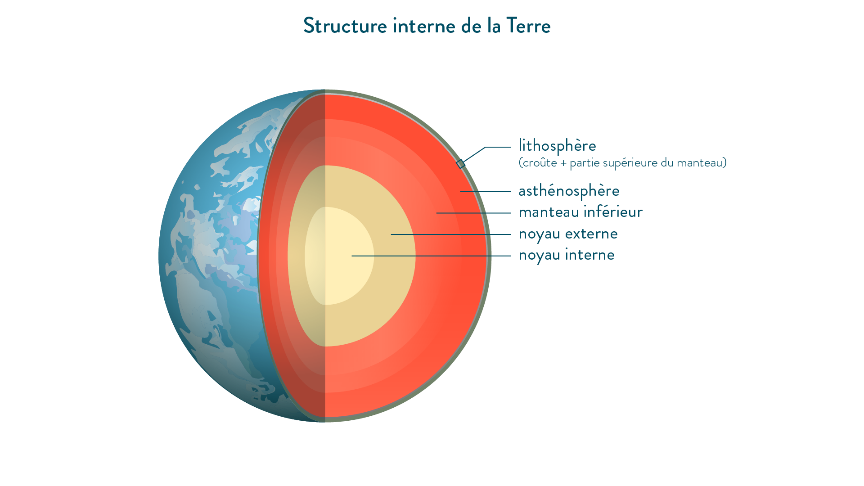 Structure interne de la Terre
lithosphère
(croûte + partie supérieure du manteau)
asthénosphère
manteau inférieur
noyau externe
noyau interne